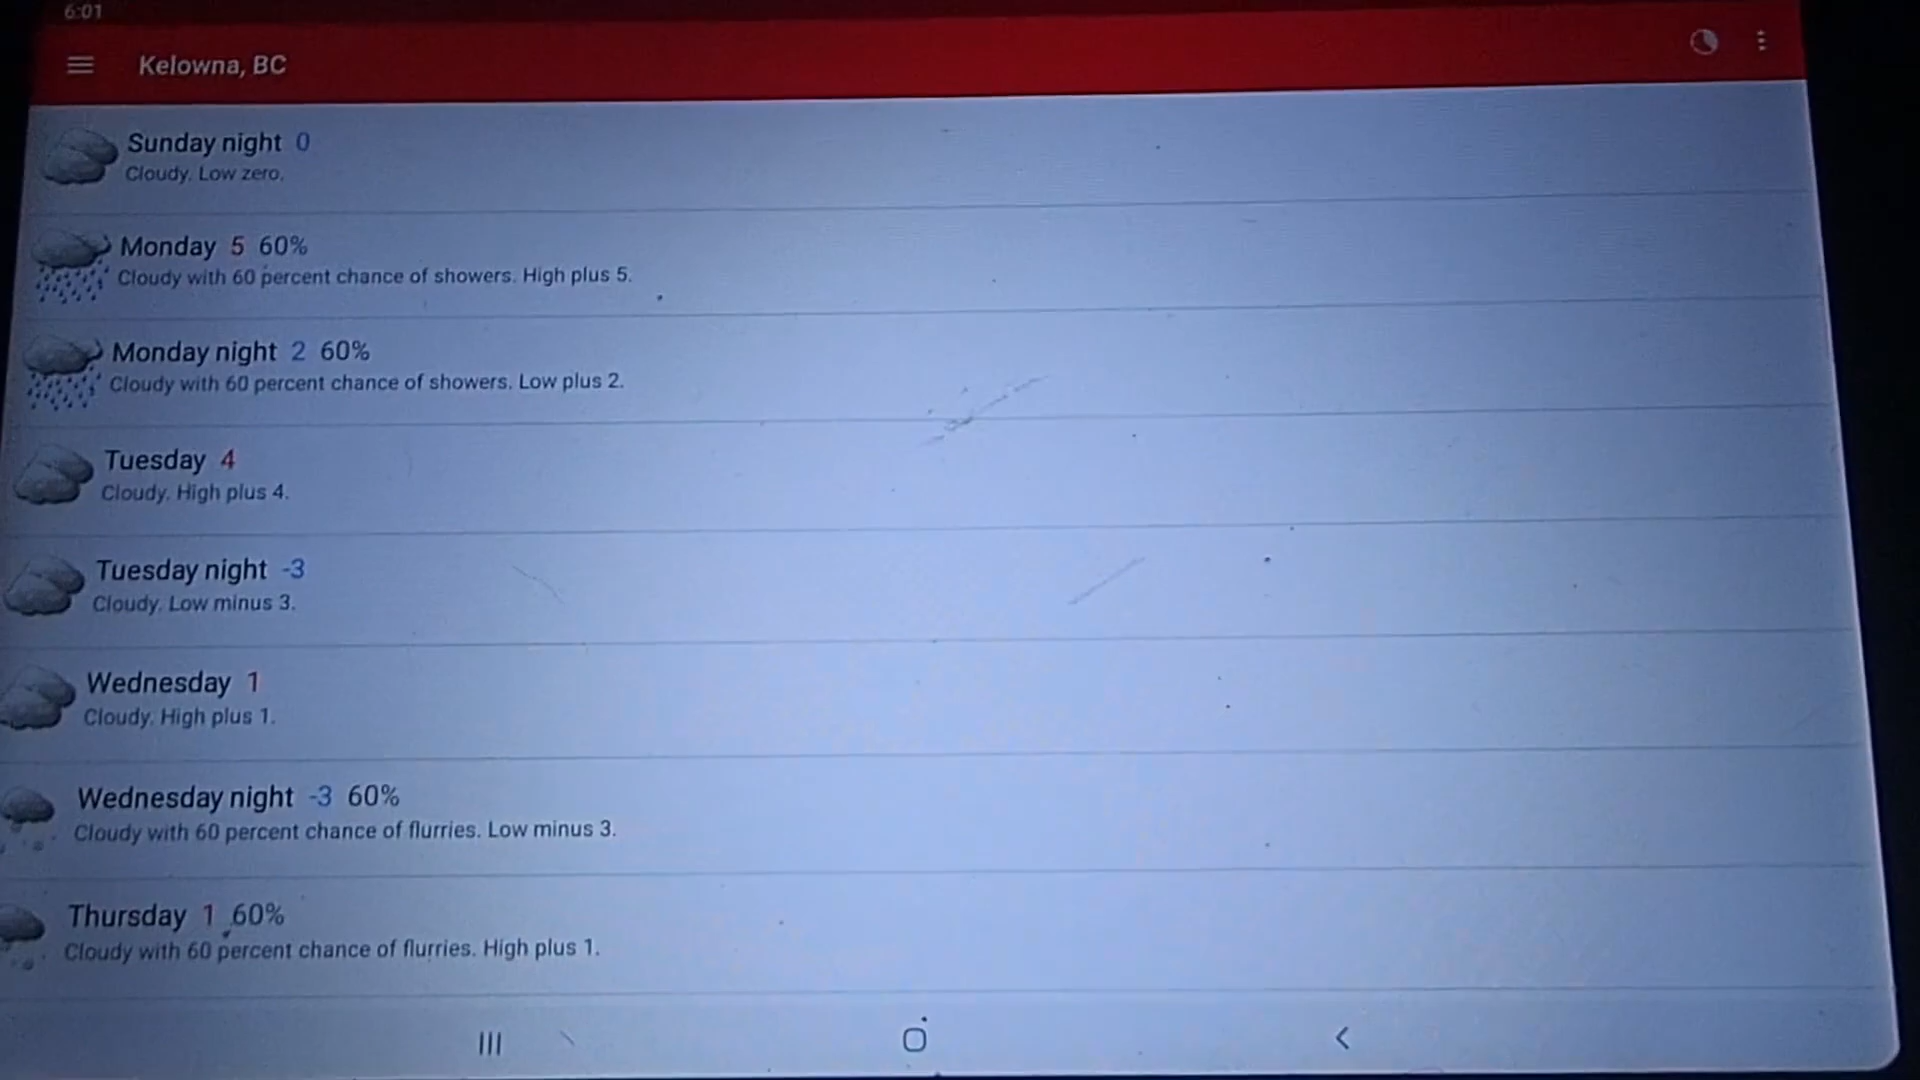 6:01
Kelowna, BC
Sunday night 0
Cloudy. Low zero.
Monday 5 60%
Cloudy with 60 percent chance of showers. High plus 5.
Monday night 2 60%
Cloudy with 60 percent chance of showers. Low plus 2.
Tuesday 4
Cloudy. High plus 4.
Tuesday night -3
Cloudy. Low minus 3.
Wednesday 1
Cloudy. High plus 1.
Wednesday night -3 60%
Cloudy with 60 percent chance of flurries. Low minus 3.
Thursday 1 60%
Cloudy with 60 percent chance of flurries. High plus 1.